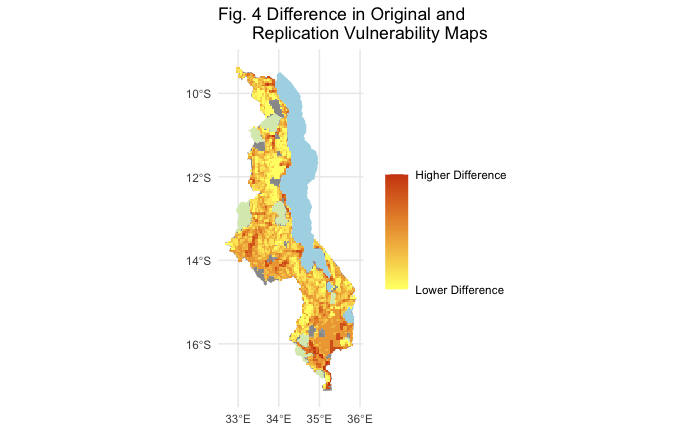 Fig. 4 Difference in Original and
Replication Vulnerability Maps
10°S
12°S
14°S
16°S
33°E 34°E 35°E 36°E
Higher Difference
Lower Difference